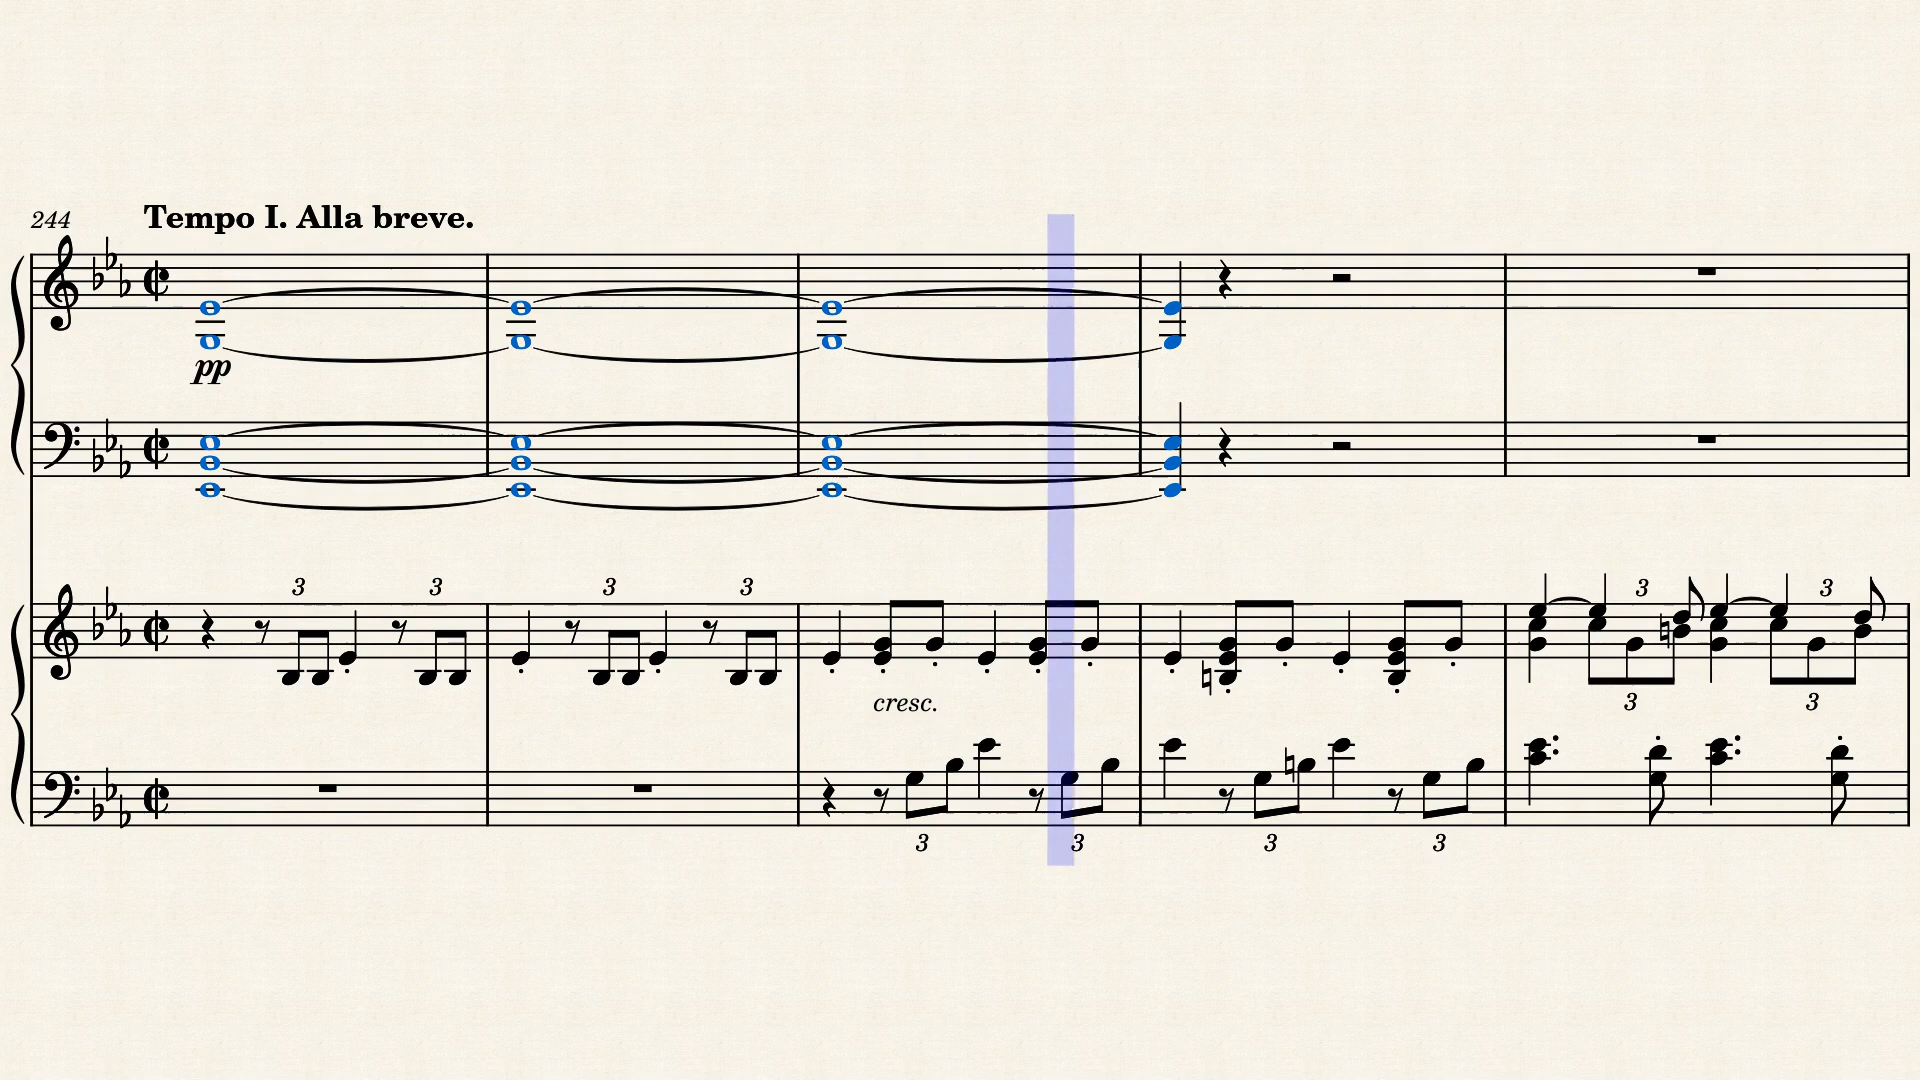 244 Tempo I. Alla breve.
pp
3 3 3 3 3 3
cresc.
3 3
3 3 3 3